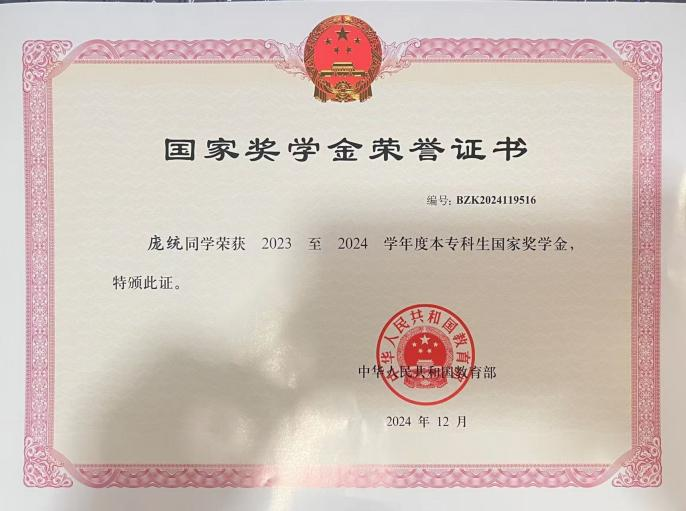 国家奖学金荣誉证书
编号: BZK2024119516
庞统同学荣获 2023 至 2024 学年度本专科生国家奖学金,
特颁此证。
中华人民共和国教育部
中华人民共和国教育部
2024 年 12 月